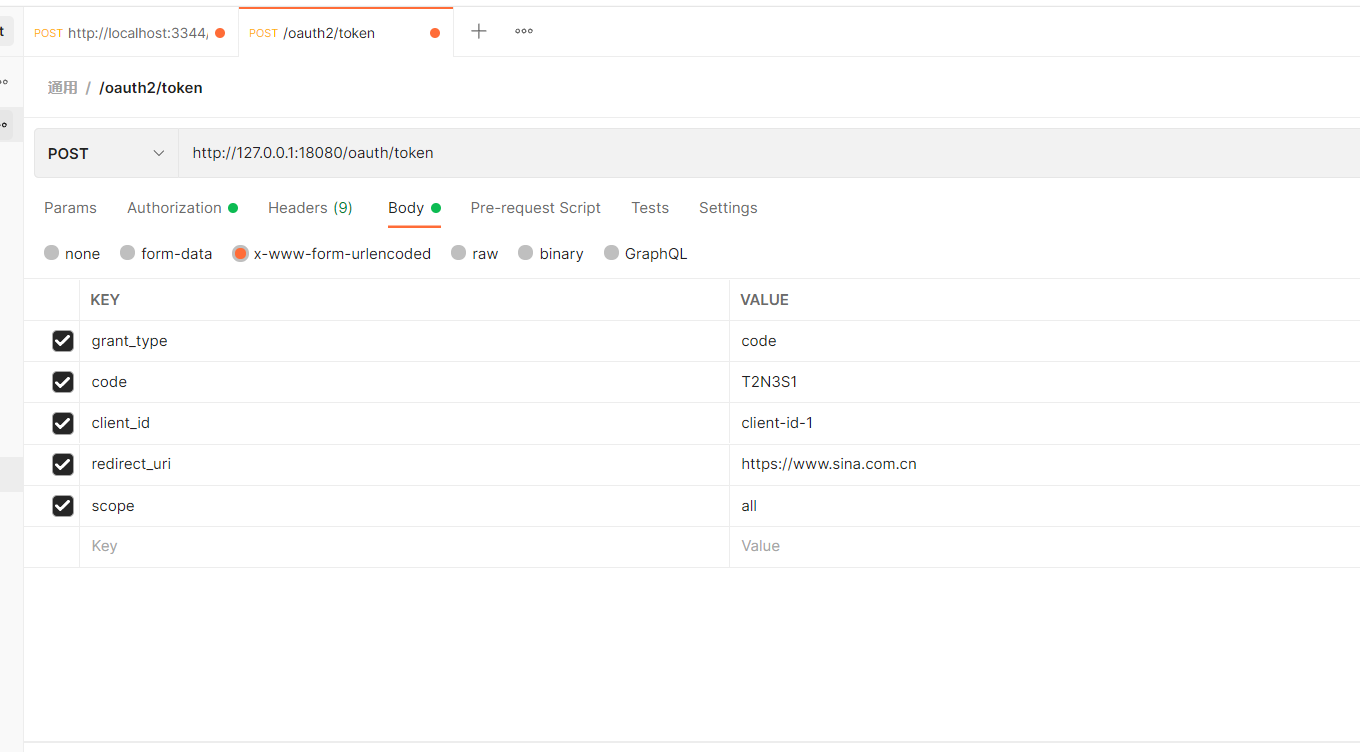 t
POST http://localhost:3344/
POST /oauth2/token
通用 / /oauth2/token
POST http://127.0.0.1:18080/oauth/token
Params Authorization Headers (9) Body Pre-request Script Tests Settings
none form-data x-www-form-urlencoded raw binary GraphQL
KEY VALUE
grant_type code
code T2N3S1
client_id client-id-1
redirect_uri https://www.sina.com.cn
scope all
Key Value